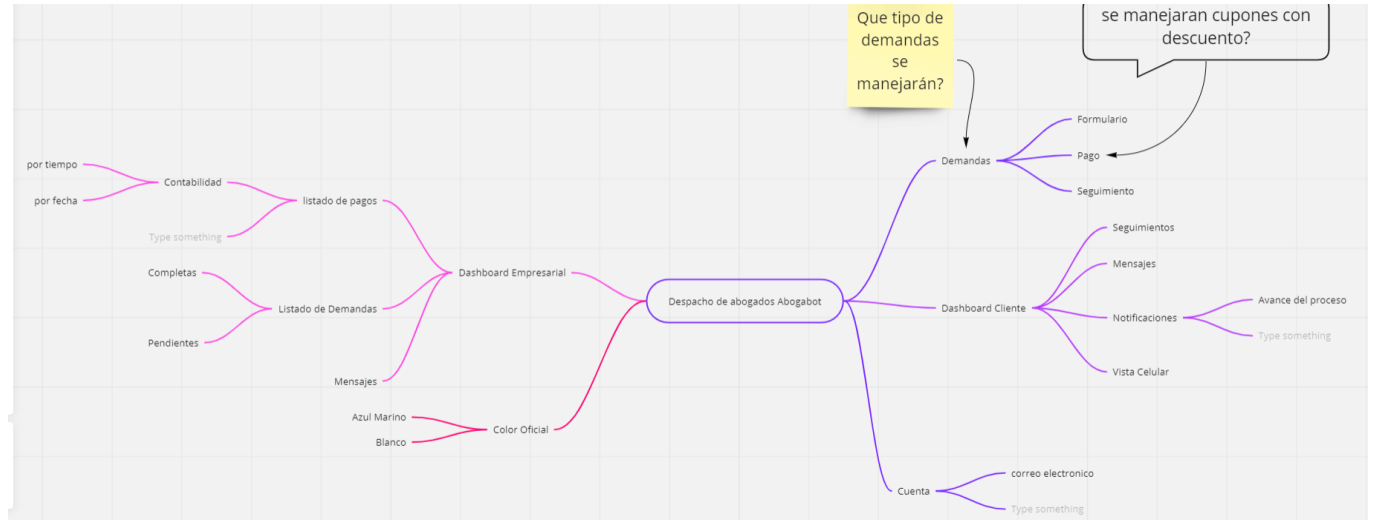 Que tipo de
demandas
se
manejarán?
se manejaran cupones con
descuento?
Formulario
Demandas
Pago
Seguimiento
por tiempo
Contabilidad
por fecha
listado de pagos
Type something
Completas
Dashboard Empresarial
Listado de Demandas
Pendientes
Mensajes
Azul Marino
Color Oficial
Blanco
Despacho de abogados Abogabot
Seguimientos
Mensajes
Dashboard Cliente
Notificaciones
Avance del proceso
Type something
Vista Celular
correo electronico
Cuenta
Type something